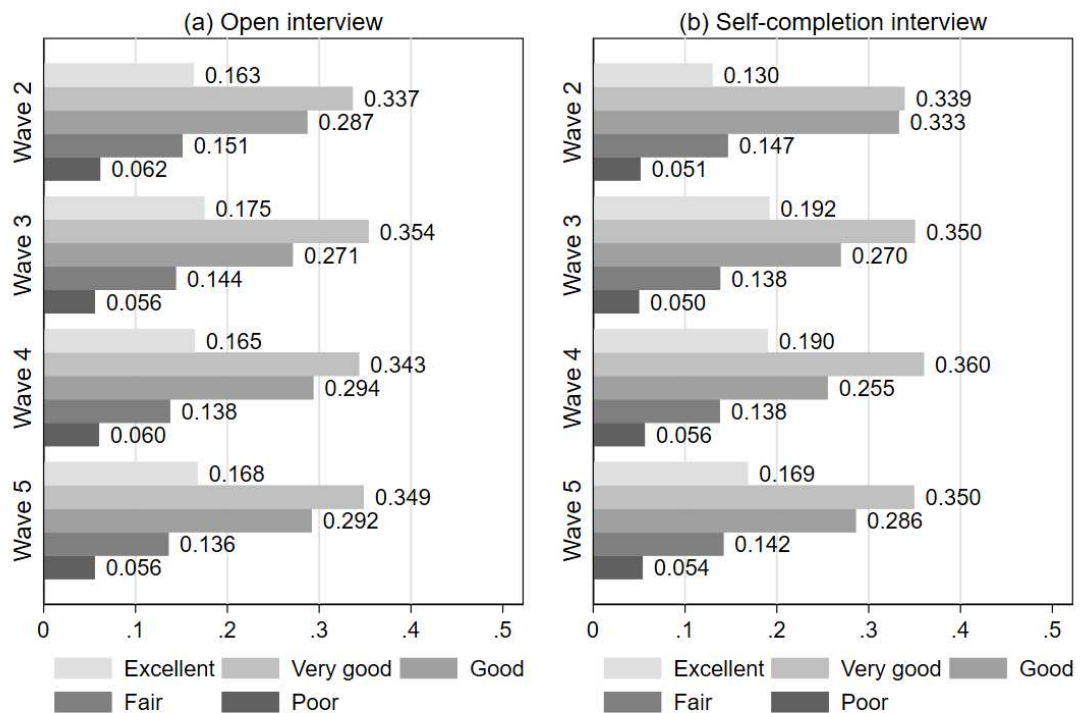 (a) Open interview
Wave 2
0.163
0.337
0.287
0.151
0.062
Wave 3
0.175
0.354
0.271
0.144
0.056
Wave 4
0.165
0.343
0.294
0.138
0.060
Wave 5
0.168
0.349
0.292
0.136
0.056
0 .1 .2 .3 .4 .5
Excellent Very good Good
Fair Poor
(b) Self-completion interview
Wave 2
0.130
0.339
0.333
0.147
0.051
Wave 3
0.192
0.350
0.270
0.138
0.050
Wave 4
0.190
0.360
0.255
0.138
0.056
Wave 5
0.169
0.350
0.286
0.142
0.054
0 .1 .2 .3 .4 .5
Excellent Very good Good
Fair Poor